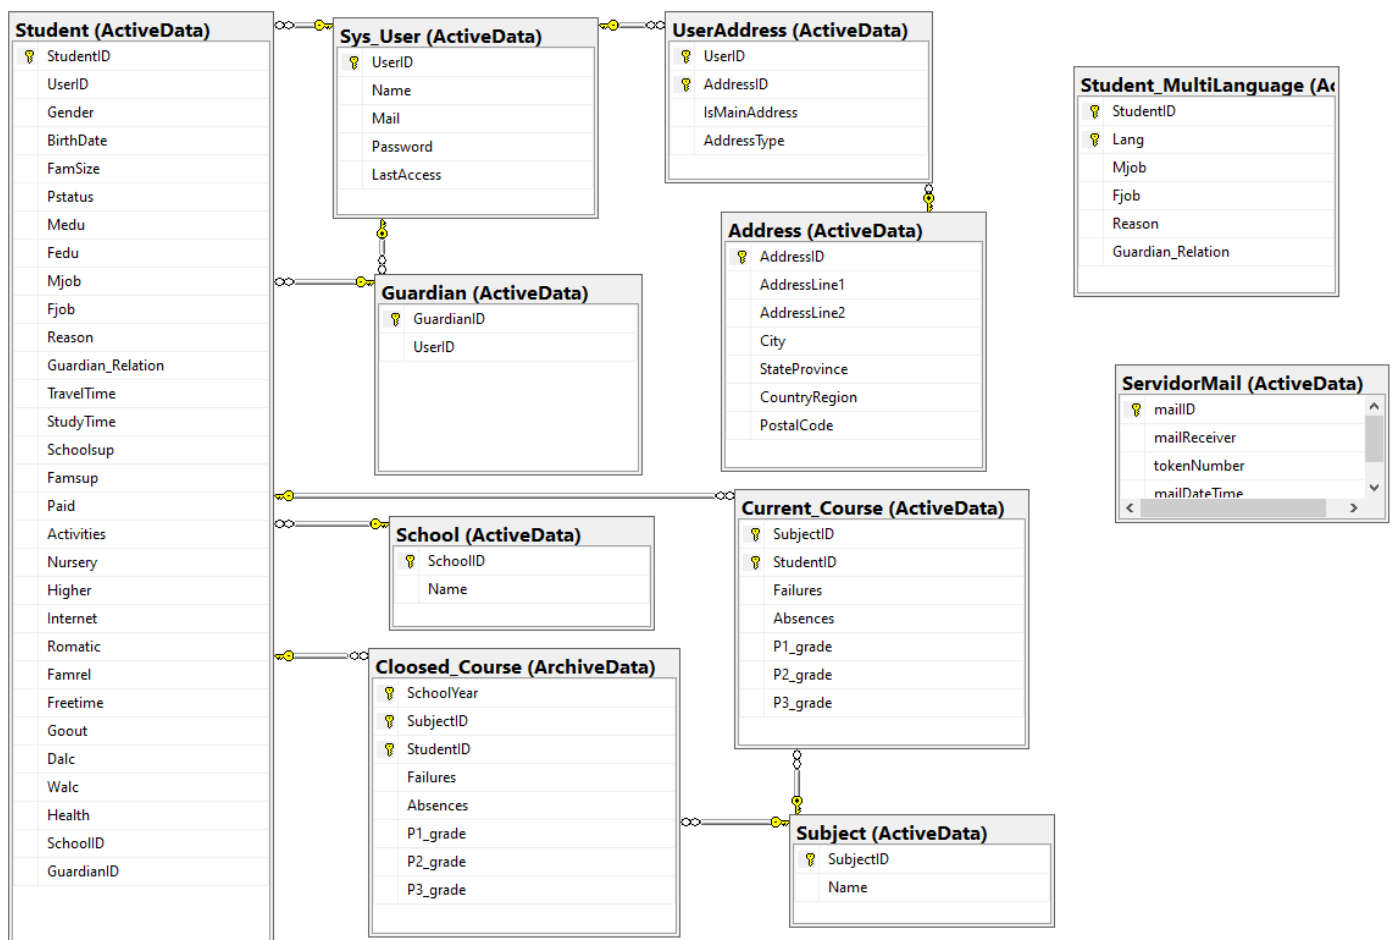 Student (ActiveData)
StudentID
UserID
Gender
BirthDate
FamSize
Pstatus
Medu
Fedu
Mjob
Fjob
Reason
Guardian_Relation
TravelTime
StudyTime
Schoolsup
Famsup
Paid
Activities
Nursery
Higher
Internet
Romatic
Famrel
Freetime
Goout
Dalc
Walc
Health
SchoolID
GuardianID
Sys_User (ActiveData)
UserID
Name
Mail
Password
LastAccess
UserAddress (ActiveData)
UserID
AddressID
IsMainAddress
AddressType
Student_MultiLanguage (Ac
StudentID
Lang
Mjob
Fjob
Reason
Guardian_Relation
Address (ActiveData)
AddressID
AddressLine1
AddressLine2
City
StateProvince
CountryRegion
PostalCode
Guardian (ActiveData)
GuardianID
UserID
ServidorMail (ActiveData)
mailID
mailReceiver
tokenNumber
mailDateTime
Current_Course (ActiveData)
SubjectID
StudentID
Failures
Absences
P1_grade
P2_grade
P3_grade
School (ActiveData)
SchoolID
Name
Cloosed_Course (ArchiveData)
SchoolYear
SubjectID
StudentID
Failures
Absences
P1_grade
P2_grade
P3_grade
Subject (ActiveData)
SubjectID
Name